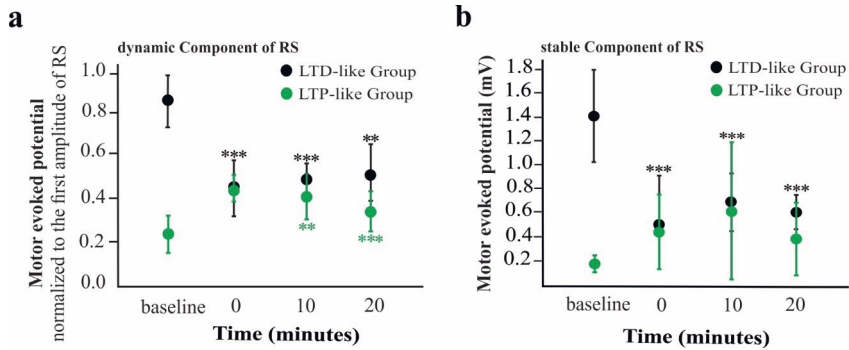 a
dynamic Component of RS
Motor evoked potential
normalized to the first amplitude of RS
1.0
0.8
0.6
0.4
0.2
0.0
LTD-like Group
LTP-like Group
***
***
**
**
***
baseline 0 10 20
Time (minutes)
b
stable Component of RS
Motor evoked potential (mV)
1.8
1.6
1.4
1.2
0.8
0.6
0.4
0.2
LTD-like Group
LTP-like Group
***
***
***
baseline 0 10 20
Time (minutes)